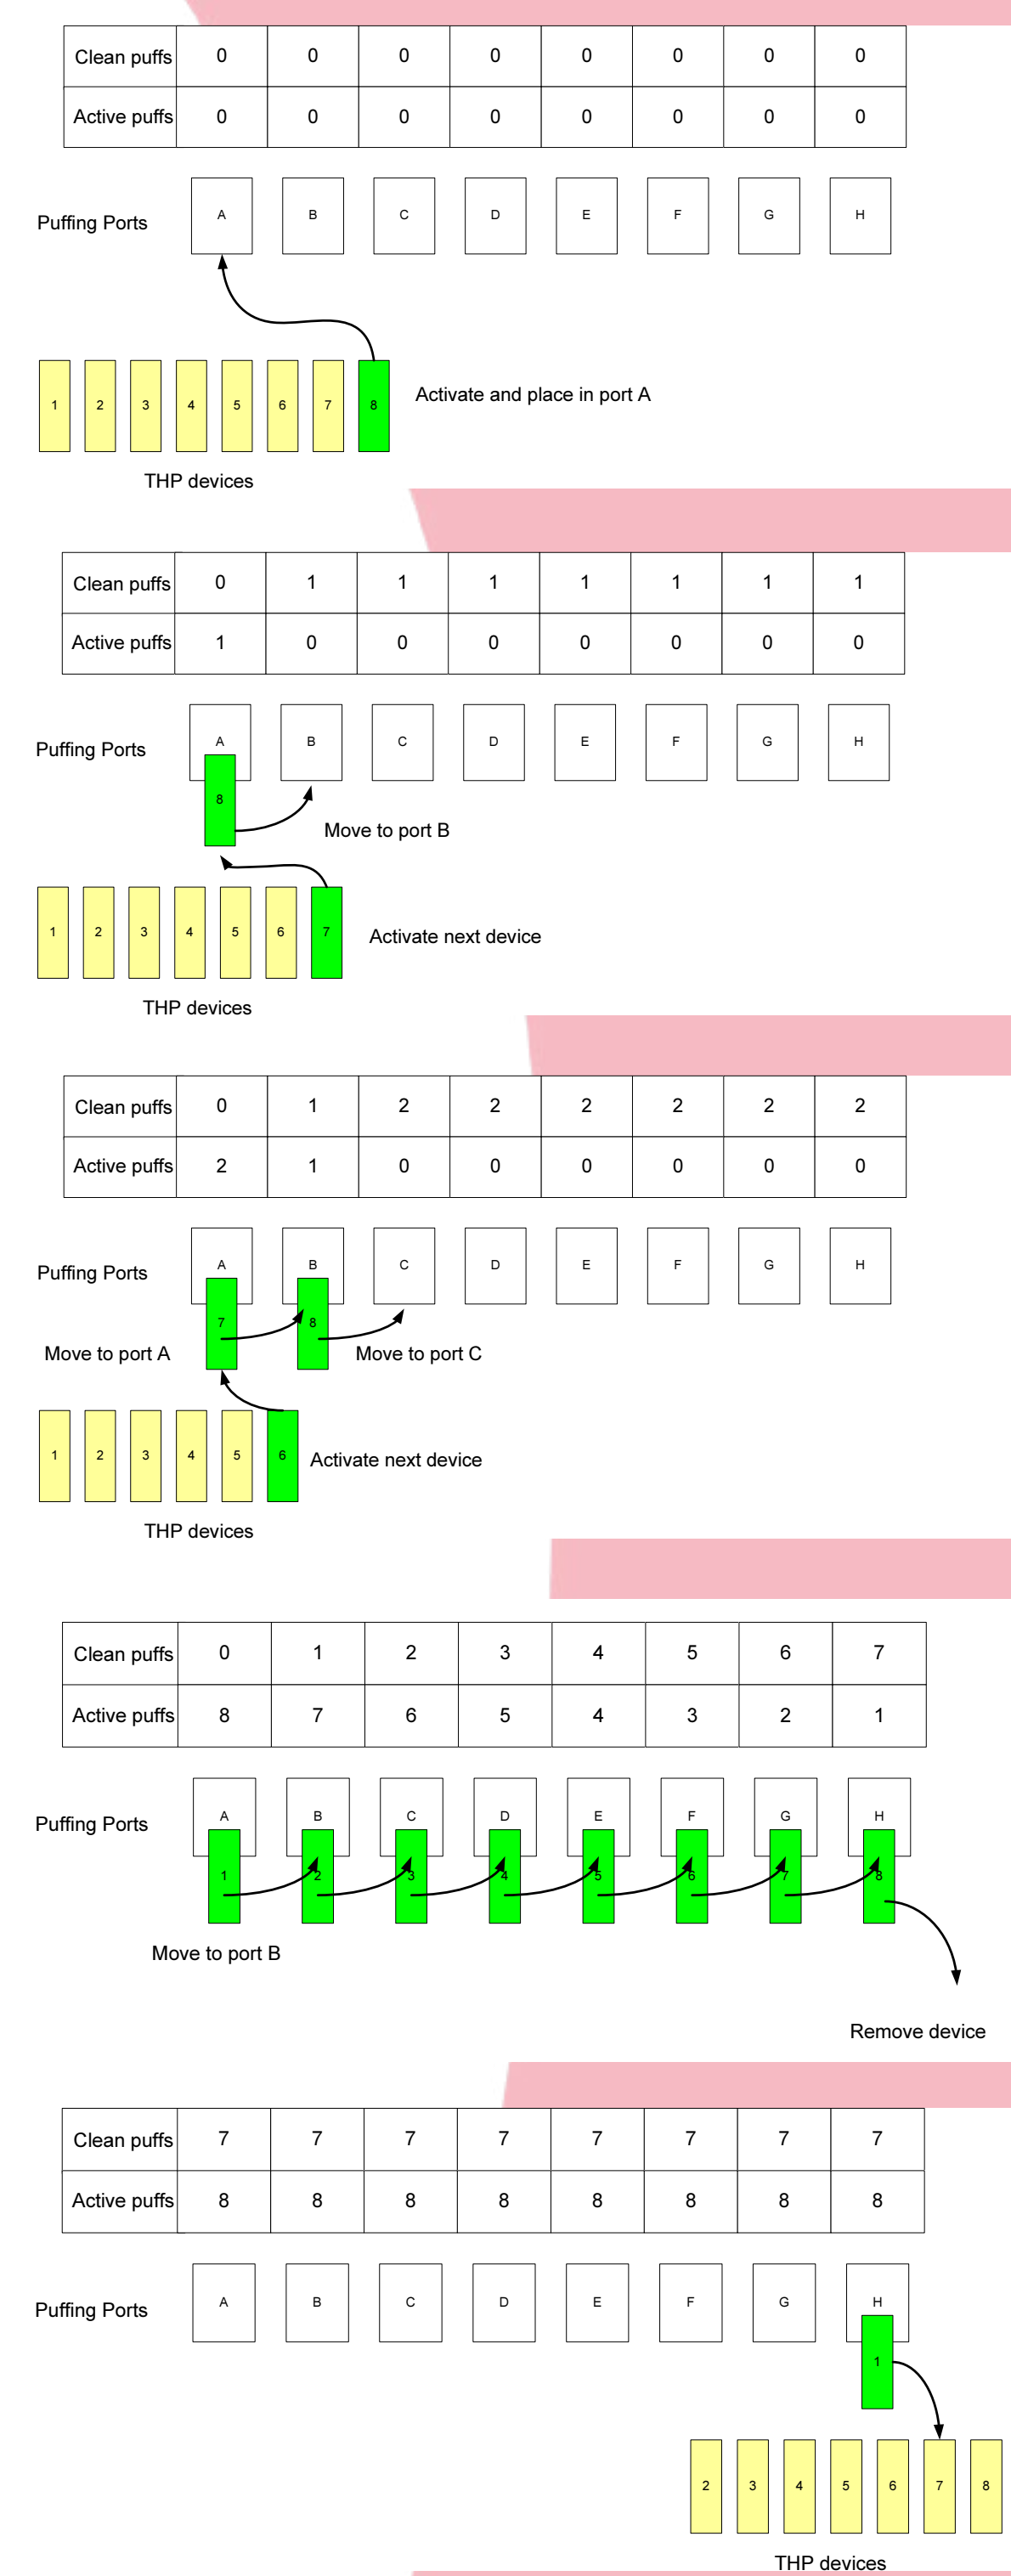 Clean puffs 0 0 0 0 0 0 0 0
Active puffs 0 0 0 0 0 0 0 0
Puffing Ports A B C D E F G H
1 2 3 4 5 6 7 8 Activate and place in port A
THP devices
Clean puffs 0 1 1 1 1 1 1 1
Active puffs 1 0 0 0 0 0 0 0
Puffing Ports A B C D E F G H
8
Move to port B
1 2 3 4 5 6 7 Activate next device
THP devices
Clean puffs 0 1 2 2 2 2 2 2
Active puffs 2 1 0 0 0 0 0 0
Puffing Ports A B C D E F G H
7 8
Move to port A Move to port C
1 2 3 4 5 6 Activate next device
THP devices
Clean puffs 0 1 2 3 4 5 6 7
Active puffs 8 7 6 5 4 3 2 1
Puffing Ports A B C D E F G H
1 2 3 4 5 6 7 8
Move to port B
Remove device
Clean puffs 7 7 7 7 7 7 7 7
Active puffs 8 8 8 8 8 8 8 8
Puffing Ports A B C D E F G H
1
2 3 4 5 6 7 8
THP devices